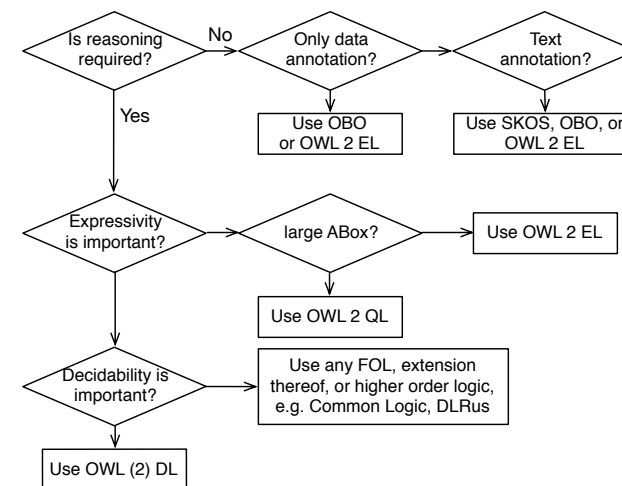 Is reasoning
required?
No
Only data
annotation?
Text
annotation?
Yes
Use OBO
or OWL 2 EL
Use SKOS, OBO, or
OWL 2 EL
Expressivity
is important?
large ABox?
Use OWL 2 EL
Use OWL 2 QL
Decidability is
important?
Use any FOL, extension
thereof, or higher order logic,
e.g. Common Logic, DLRus
Use OWL (2) DL